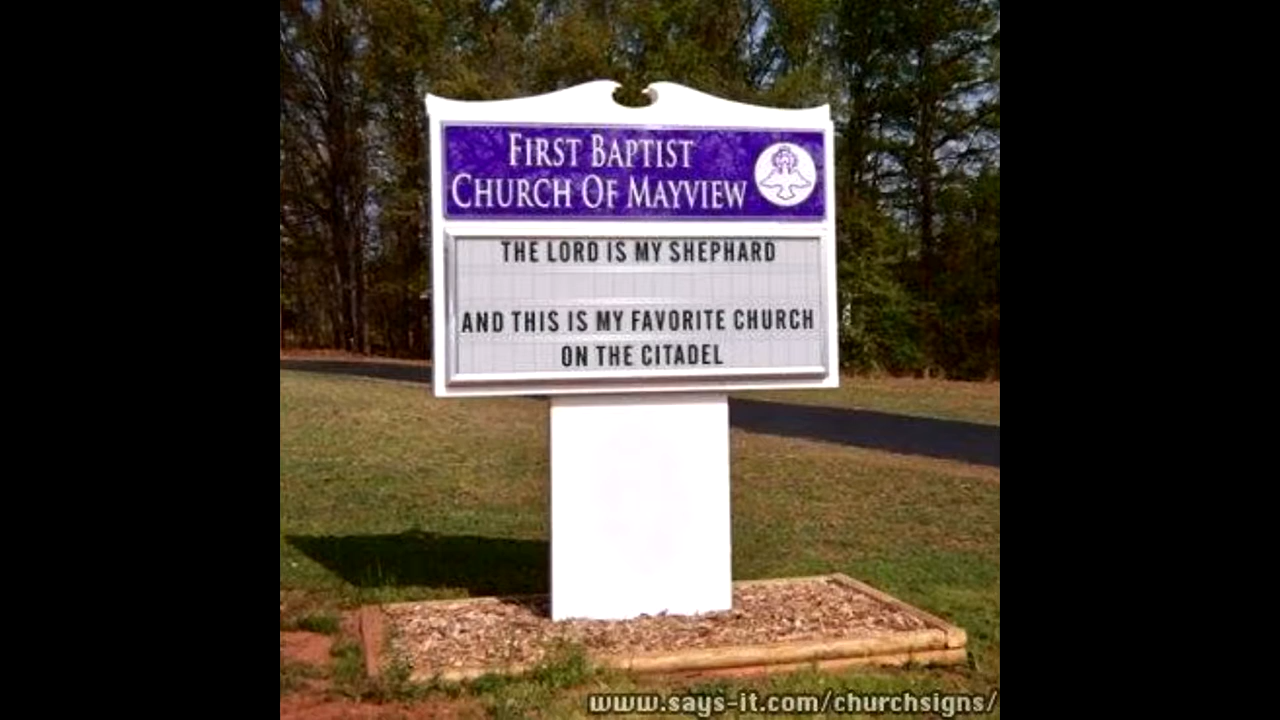 FIRST BAPTIST
CHURCH OF MAYVIEW
THE LORD IS MY SHEPHARD
AND THIS IS MY FAVORITE CHURCH
ON THE CITADEL
www.says-it.com/churchsigns/